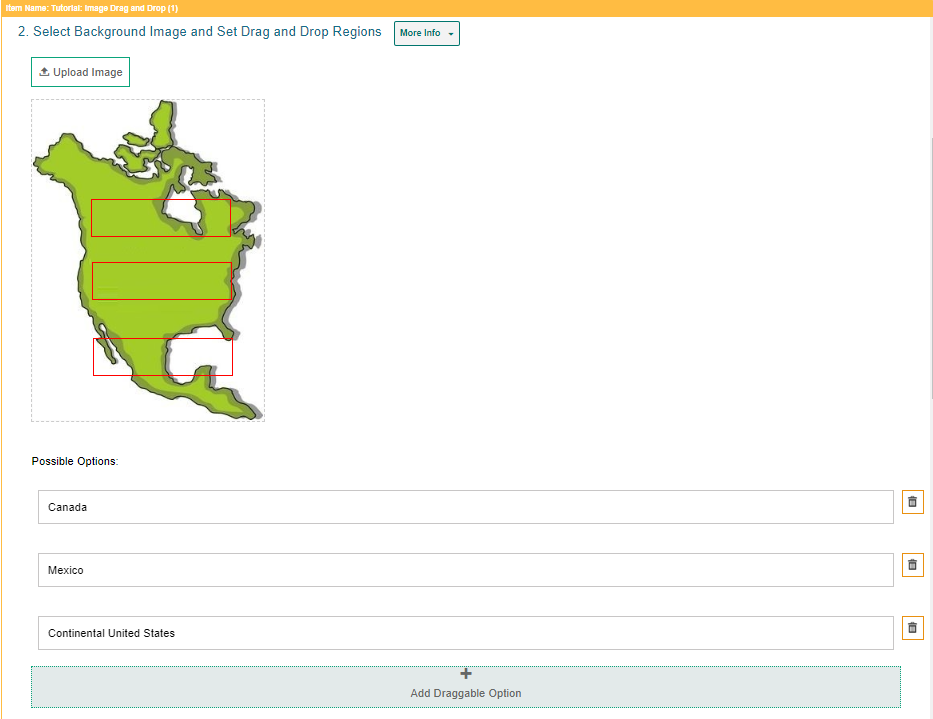 Item Name: Tutorial: Image Drag and Drop (1)
2. Select Background Image and Set Drag and Drop Regions
More Info
Upload Image
Possible Options:
Canada
Mexico
Continental United States
Add Draggable Option